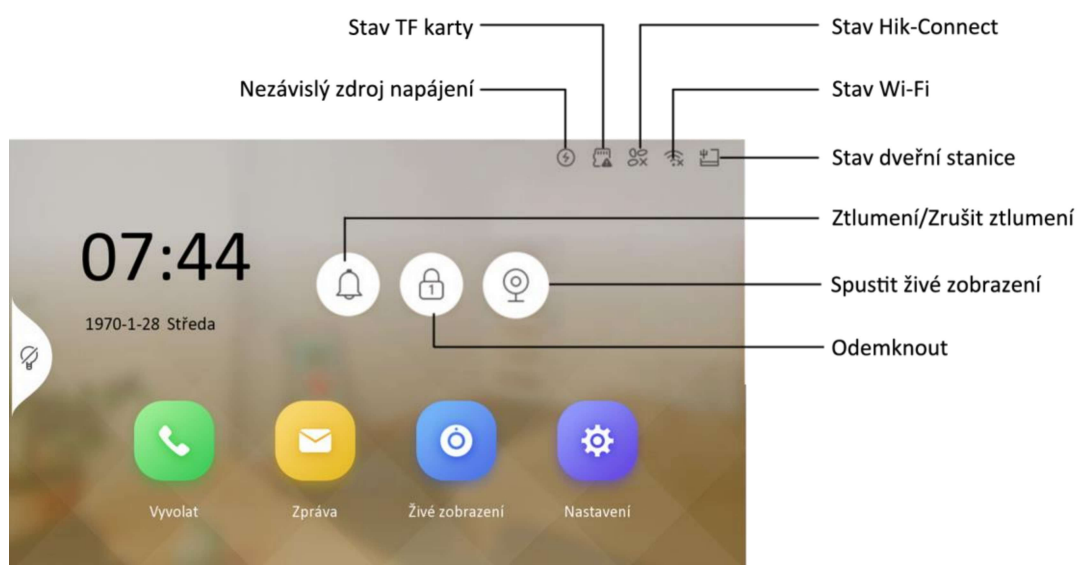 Stav TF karty
Stav Hik-Connect
Nezávislý zdroj napájení
Stav Wi-Fi
Stav dveřní stanice
Ztlumení/Zrušit ztlumení
07:44
1
Spustit živé zobrazení
1970-1-28 Středa
Odemknout
Vyvolat
Zpráva
Živé zobrazení
Nastavení